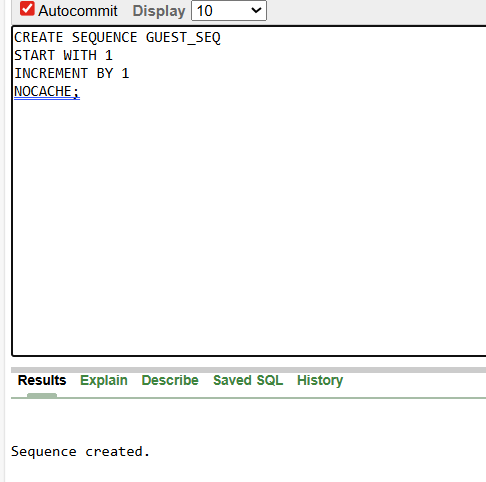 Autocommit Display 10
CREATE SEQUENCE GUEST_SEQ
START WITH 1
INCREMENT BY 1
NOCACHE;
Results Explain Describe Saved SQL History
Sequence created.